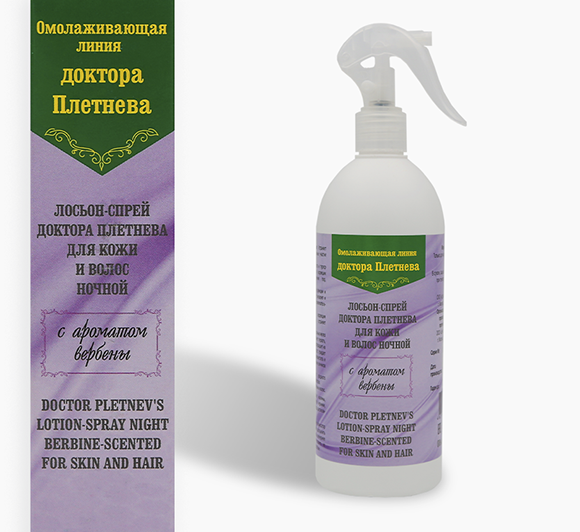 Омолаживающая
линия
доктора
Плетнева
ЛОСЬОН-СПРЕЙ
ДОКТОРА ПЛЕТНЕВА
ДЛЯ КОЖИ
И ВОЛОС
НОЧНОЙ
с ароматом
вербены
DOCTOR PLETNEV'S
LOTION-SPRAY NIGHT
BERBINE-SCENTED
FOR SKIN AND HAIR
Омолаживающая линия
доктора Плетнева
ЛОСЬОН-СПРЕЙ
ДОКТОРА ПЛЕТНЕВА
ДЛЯ КОЖИ
И ВОЛОС НОЧНОЙ
с ароматом
вербены
DOCTOR PLETNEV'S
LOTION-SPRAY NIGHT
BERBINE-SCENTED
FOR SKIN AND HAIR